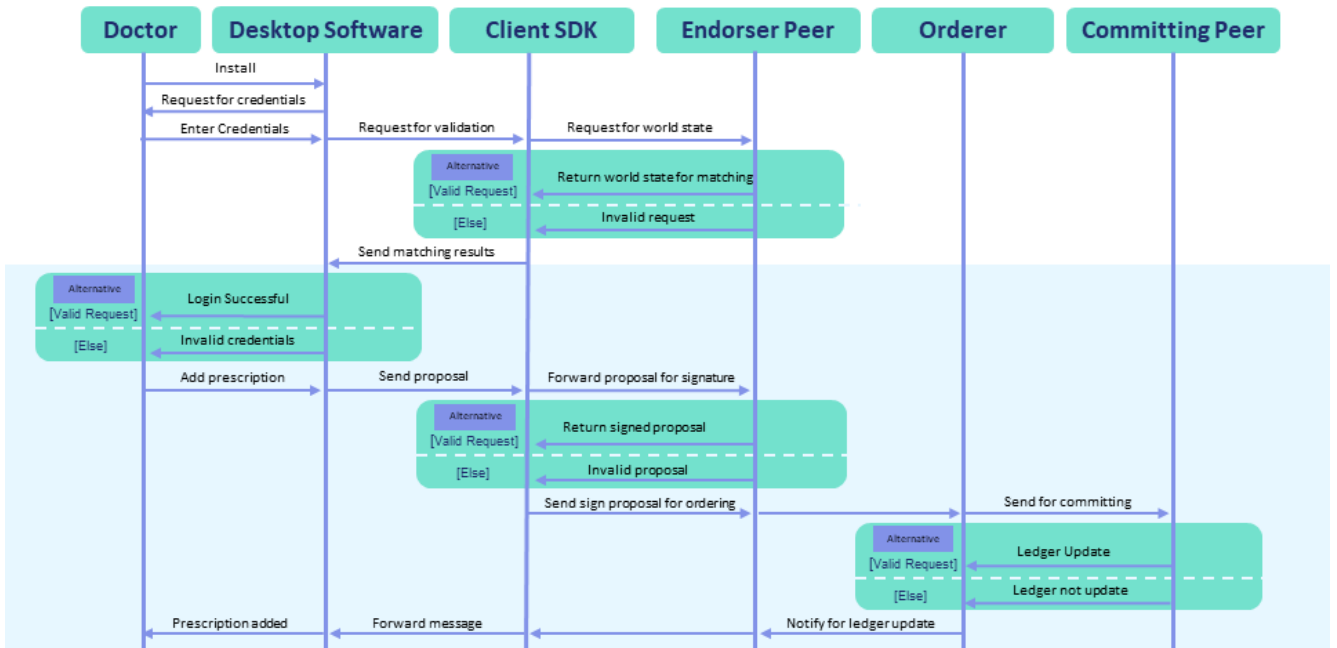 Doctor
Desktop Software
Client SDK
Endorser Peer
Orderer
Committing Peer
Install
Request for credentials
Enter Credentials
Request for validation
Request for world state
Alternative
Return world state for matching
[Valid Request]
Invalid request
[Else]
Send matching results
Alternative
Login Successful
[Valid Request]
Invalid credentials
[Else]
Add prescription
Send proposal
Forward proposal for signature
Alternative
Return signed proposal
[Valid Request]
Invalid proposal
[Else]
Send sign proposal for ordering
Send for committing
Alternative
Ledger Update
[Valid Request]
Ledger not update
[Else]
Prescription added
Forward message
Notify for ledger update